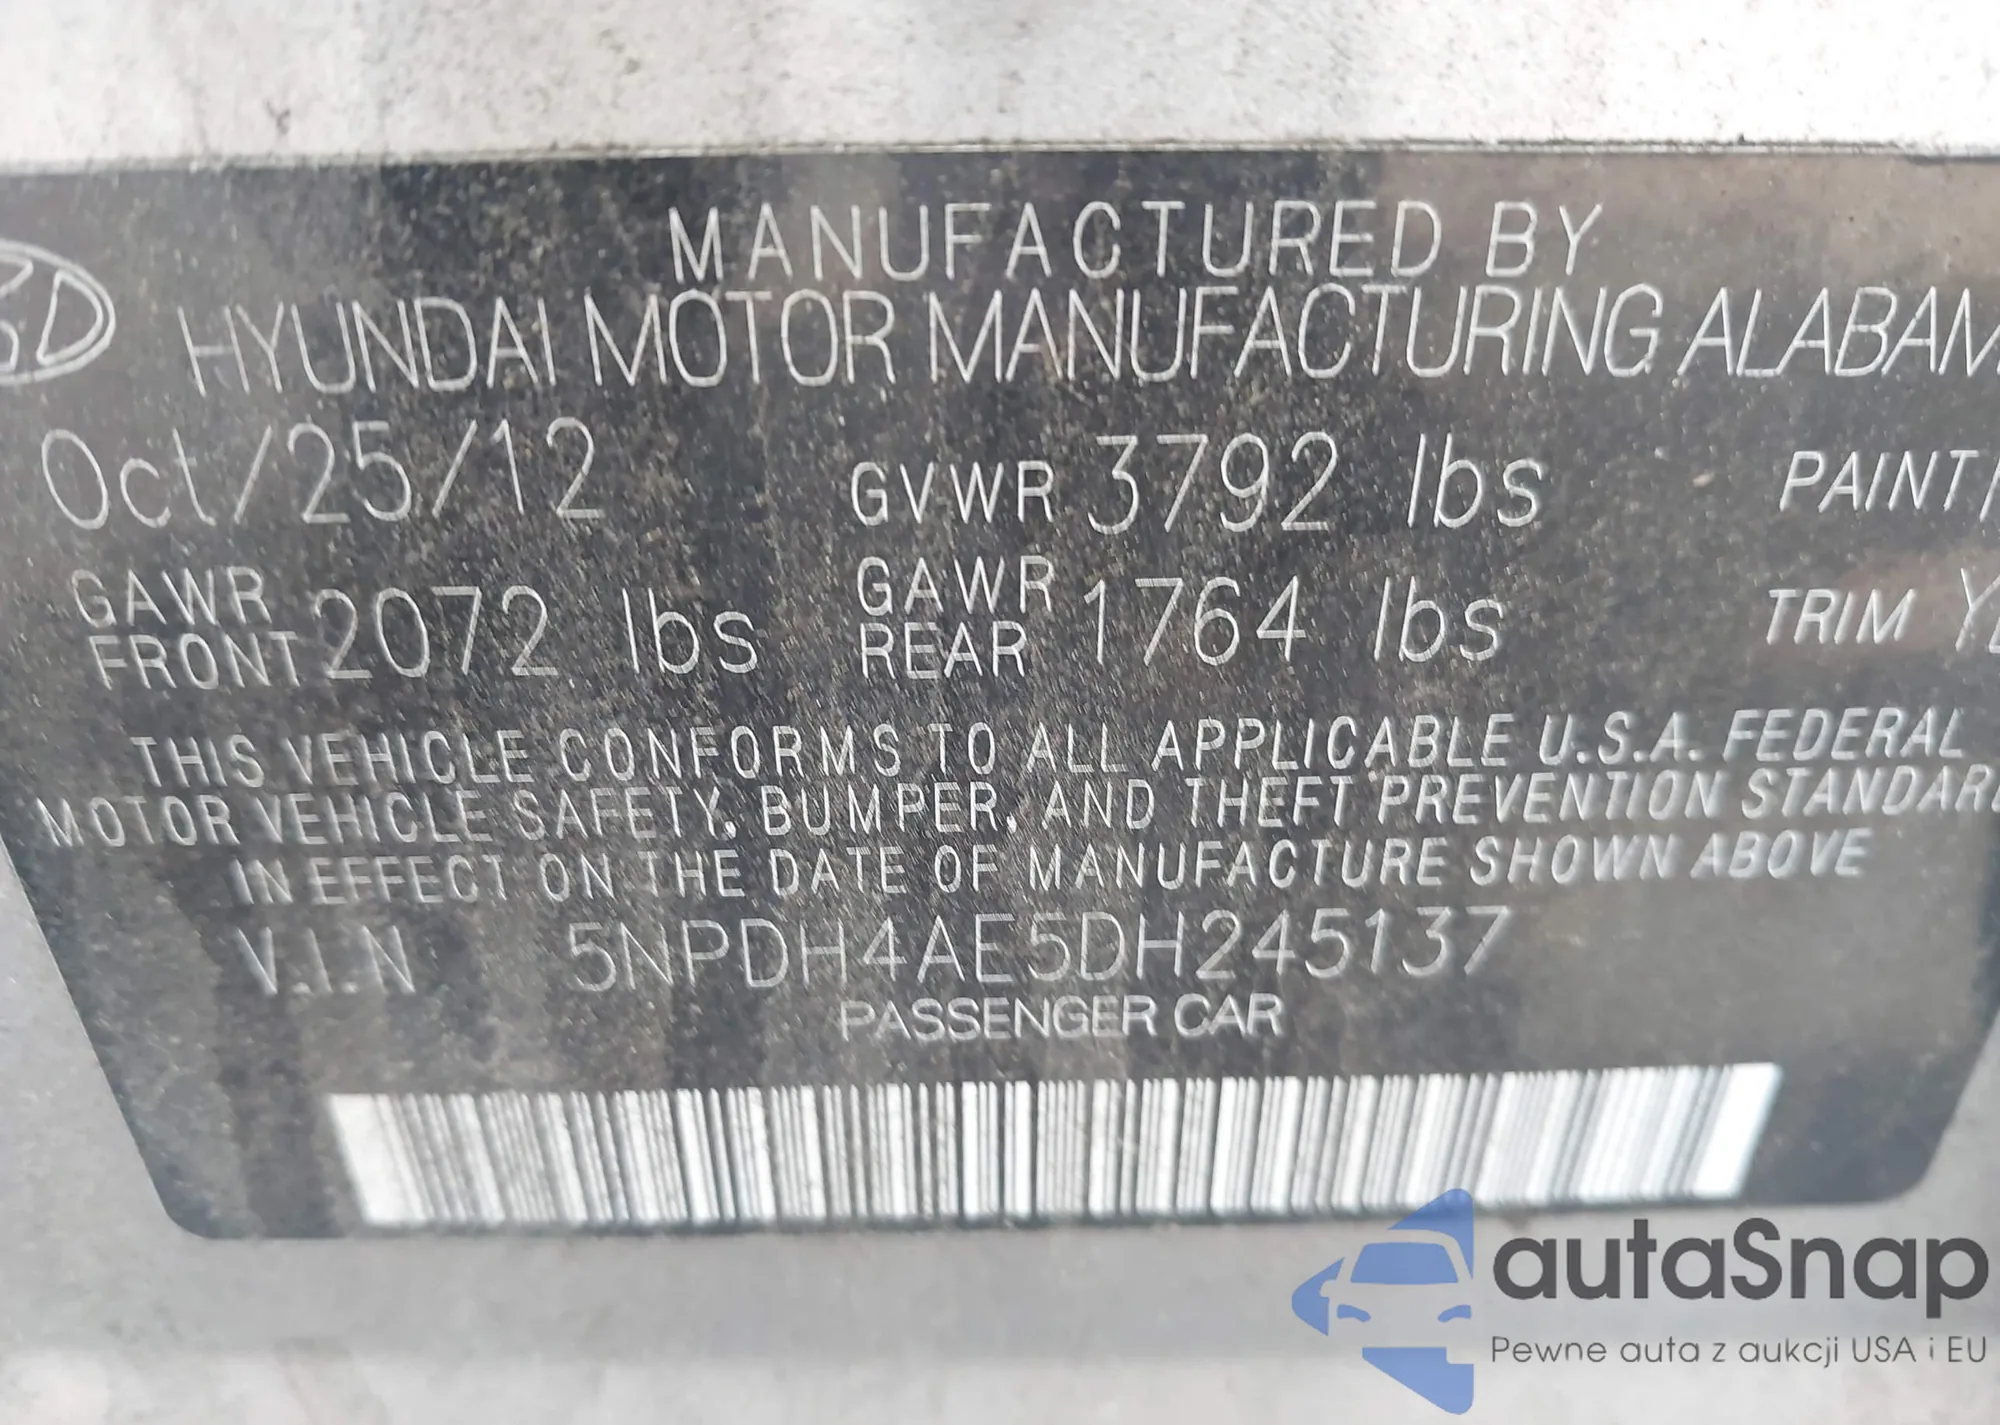 MANUFACTURED BY
HYUNDAI MOTOR MANUFACTURING ALABAM
Oct/25/12 GVWR 3792 lbs PAINT
GAWR FRONT 2072 lbs GAWR REAR 1764 lbs TRIM
THIS VEHICLE CONFORMS TO ALL APPLICABLE U.S.A. FEDERAL
MOTOR VEHICLE SAFETY, BUMPER, AND THEFT PREVENTION STANDARD
IN EFFECT ON THE DATE OF MANUFACTURE SHOWN ABOVE
V.I.N 5NPDH4AE5DH245137
PASSENGER CAR
autaSnap
Pewne auta z aukcji USA i EU